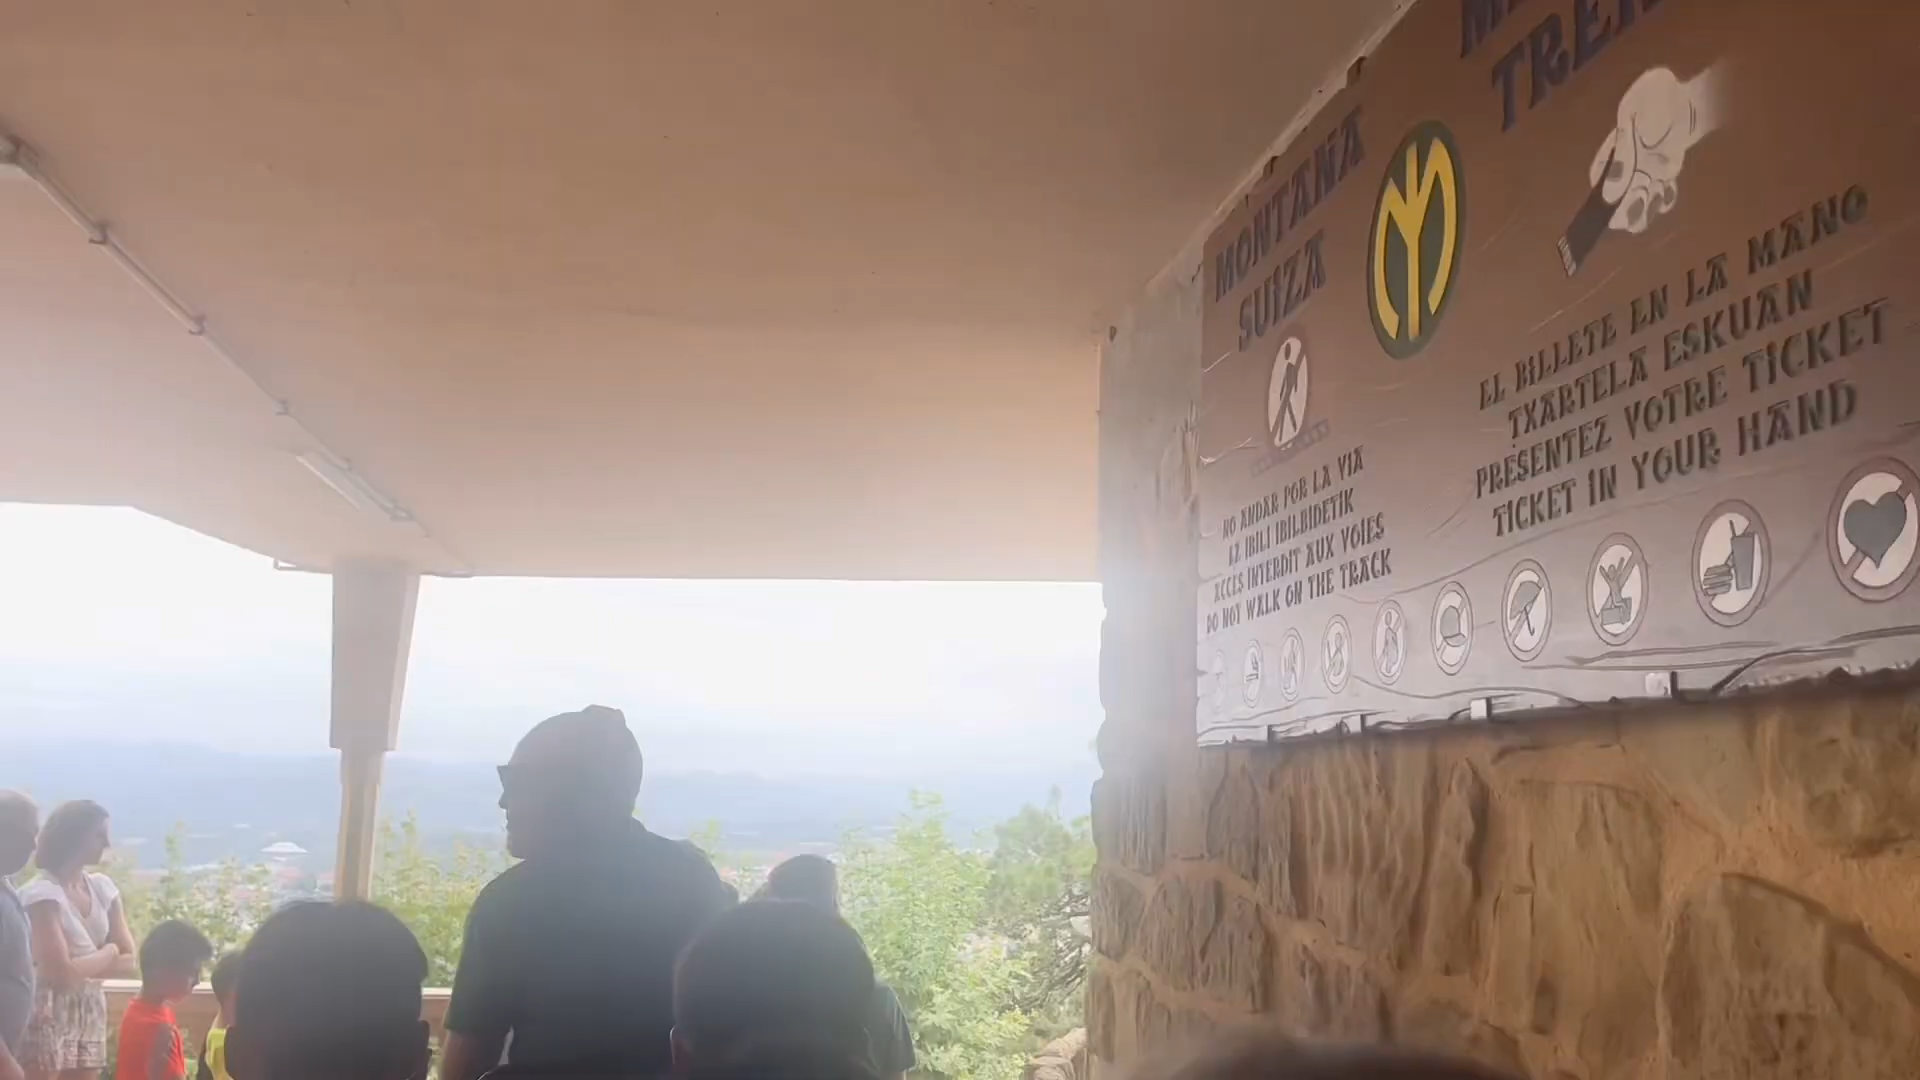 MONTAÑA
SUIZA
NO ANDAR POR LA VIA
EZ IBILI IBILBIDETIK
ACCES INTERDIT AUX VOIES
DO NOT WALK ON THE TRACK
EL BILLETE EN LA MANO
TXARTELA ESKUAN
PRESENTEZ VOTRE TICKET
TICKET IN YOUR HAND